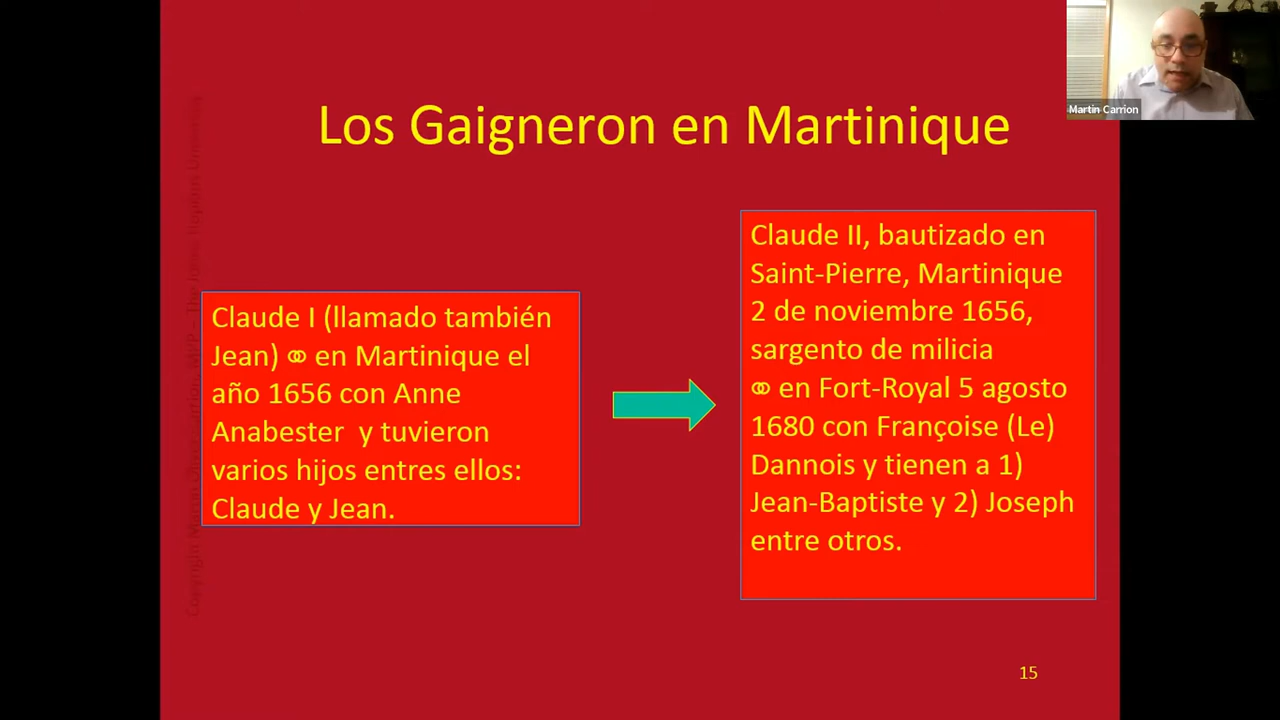 Los Gaigneron en Martinique
Martin Carrion
Claude I (llamado también
Jean) ⚭ en Martinique el
año 1656 con Anne
Anabester y tuvieron
varios hijos entres ellos:
Claude y Jean.
Claude II, bautizado en
Saint-Pierre, Martinique
2 de noviembre 1656,
sargento de milicia
⚭ en Fort-Royal 5 agosto
1680 con Françoise (Le)
Dannois y tienen a 1)
Jean-Baptiste y 2) Joseph
entre otros.
15